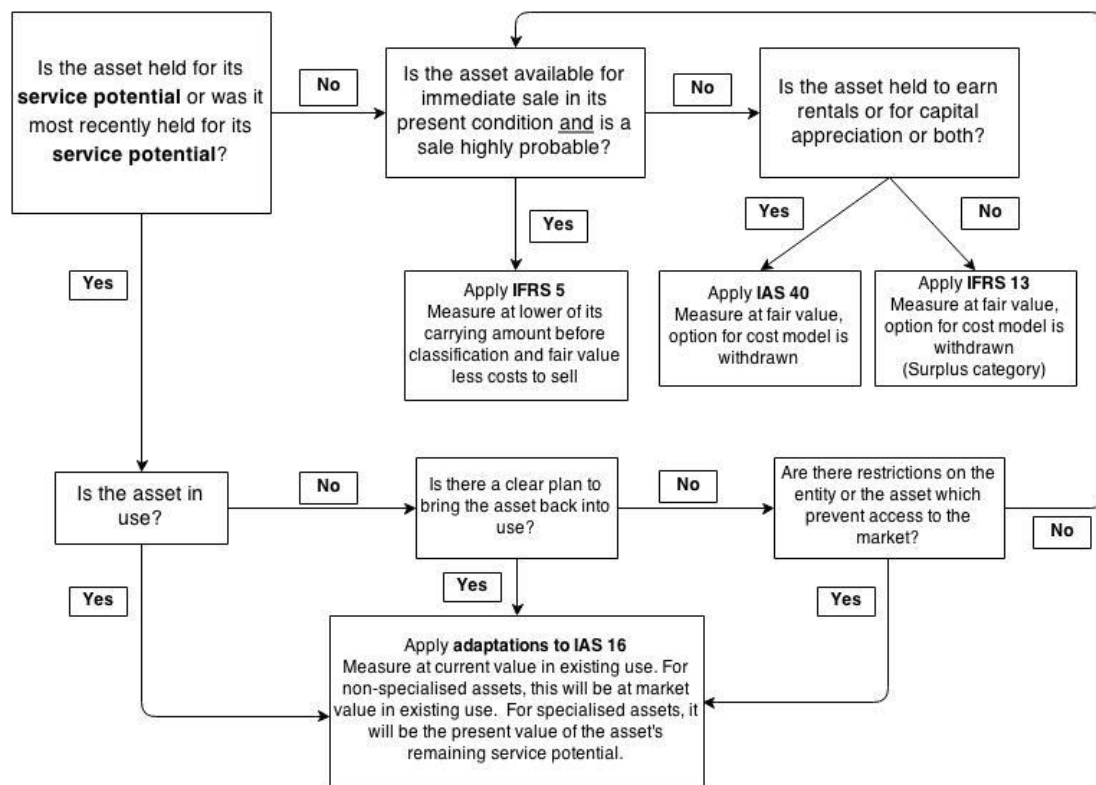 Is the asset held for its
service potential or was it
most recently held for its
service potential?
No
Is the asset available for
immediate sale in its
present condition and is a
sale highly probable?
No
Is the asset held to earn
rentals or for capital
appreciation or both?
Yes
Yes
Yes
No
Apply IFRS 5
Measure at lower of its
carrying amount before
classification and fair value
less costs to sell
Apply IAS 40
Measure at fair value,
option for cost model is
withdrawn
Apply IFRS 13
Measure at fair value,
option for cost model is
withdrawn
(Surplus category)
Is the asset in
use?
No
Is there a clear plan to
bring the asset back into
use?
No
Are there restrictions on the
entity or the asset which
prevent access to the
market?
No
Yes
Yes
Yes
Apply adaptations to IAS 16
Measure at current value in existing use. For
non-specialised assets, this will be at market
value in existing use. For specialised assets, it
will be the present value of the asset's
remaining service potential.